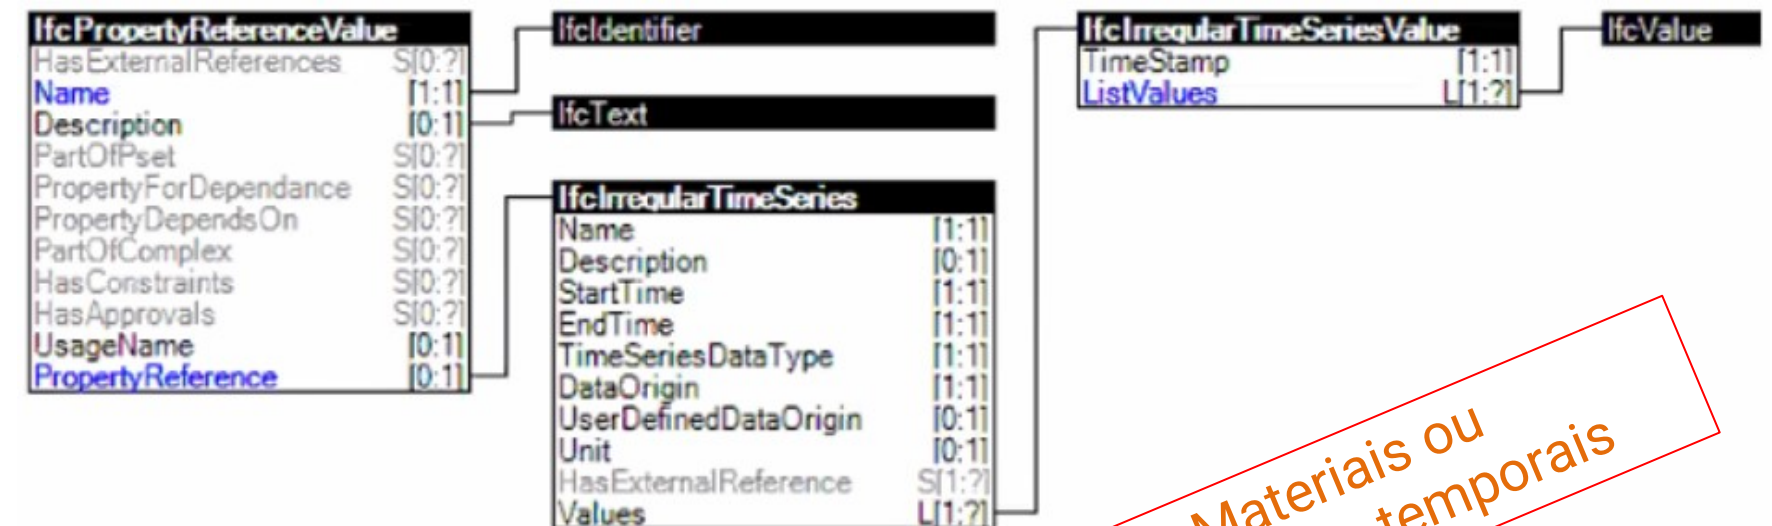 IfcPropertyReferenceValue
HasExternalReferences S[0:?]
Name [1:1]
Description [0:1]
PartOfPset S[0:?]
PropertyForDependance S[0:?]
PropertyDependsOn S[0:?]
PartOfComplex S[0:?]
HasConstraints S[0:?]
HasApprovals S[0:?]
UsageName [0:1]
PropertyReference [0:1]
IfcIdentifier
IfcText
IfcIrregularTimeSeries
Name [1:1]
Description [0:1]
StartTime [1:1]
EndTime [1:1]
TimeSeriesDataType [1:1]
DataOrigin [1:1]
UserDefinedDataOrigin [0:1]
Unit [0:1]
HasExternalReference S[1:?]
Values L[1:?]
IfcIrregularTimeSeriesValue
TimeStamp [1:1]
ListValues L[1:?]
IfcValue
Materiais ou
temporais